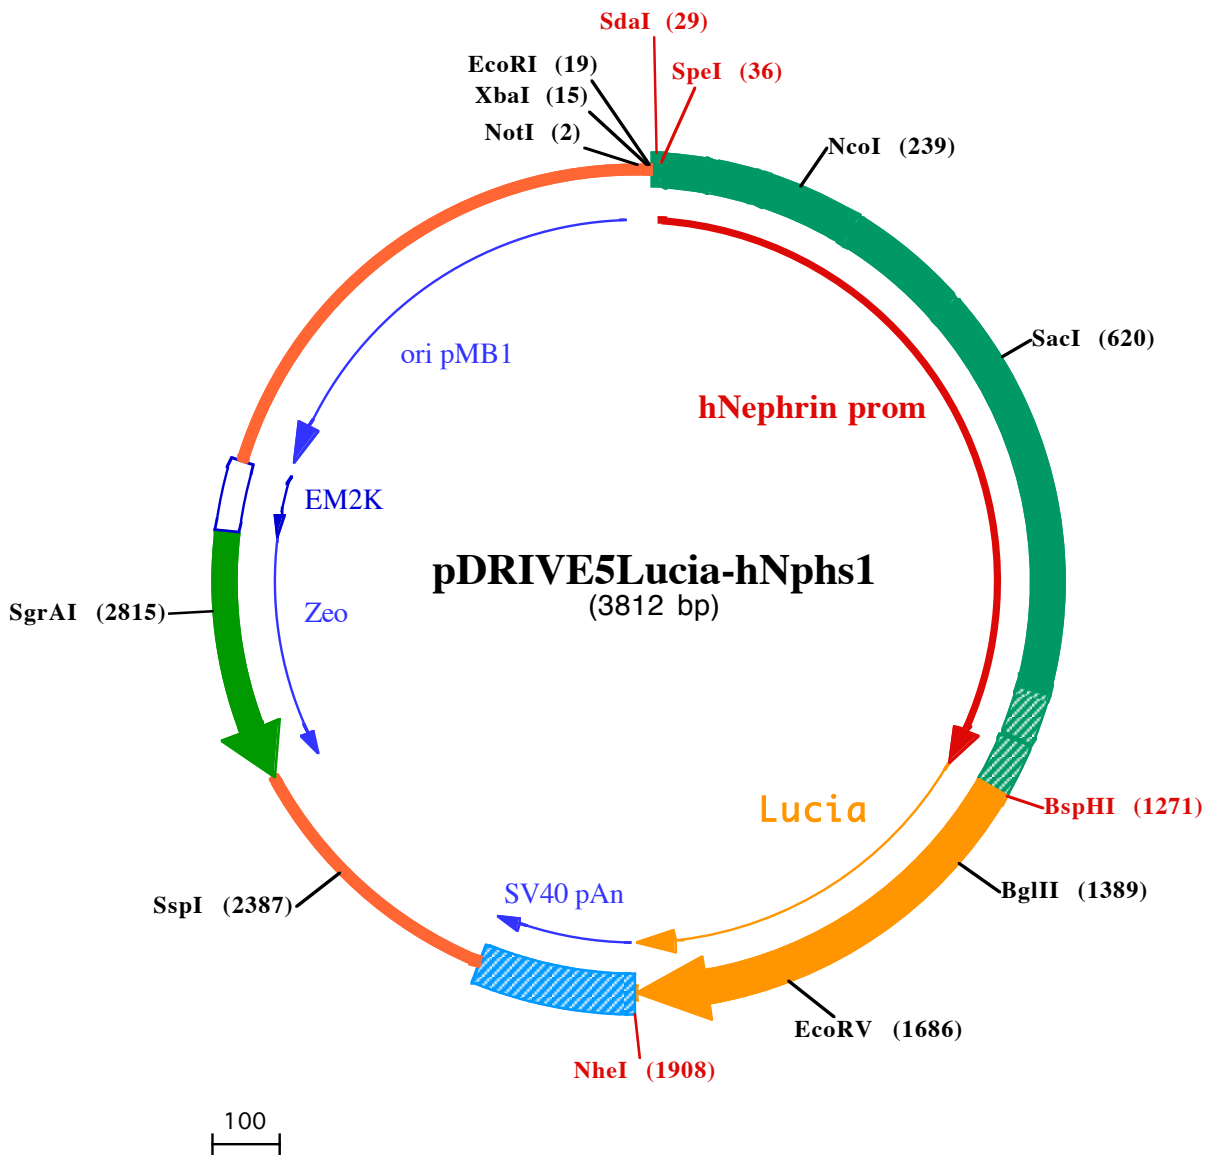 SdaI (29)
EcoRI (19)
SpeI (36)
XbaI (15)
NotI (2)
NcoI (239)
SacI (620)
ori pMB1
hNephrin prom
EM2K
pDRIVE5Lucia-hNphs1
(3812 bp)
SgrAI (2815)
Zeo
Lucia
BspHI (1271)
SV40 pAn
BglII (1389)
SspI (2387)
EcoRV (1686)
NheI (1908)
100